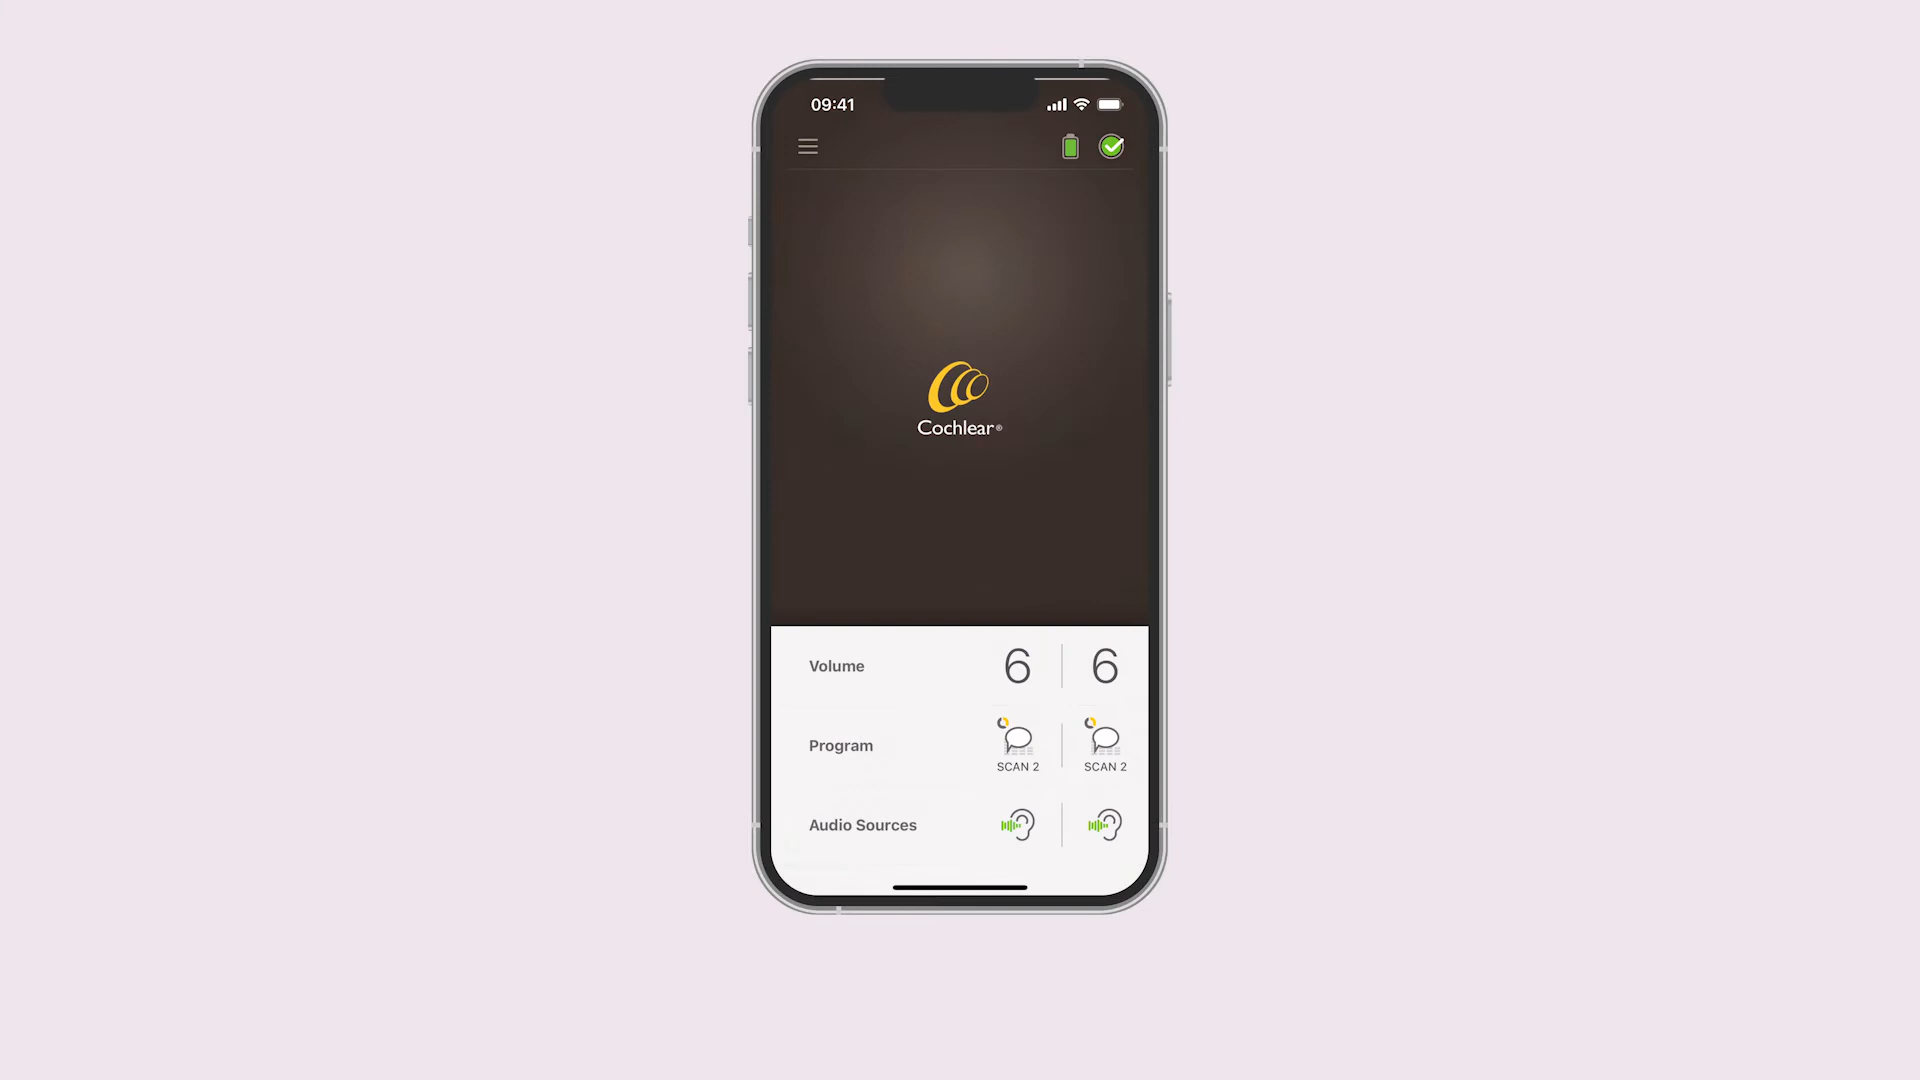 09:41
Cochlear®
Volume 6 6
Program
SCAN 2 SCAN 2
Audio Sources